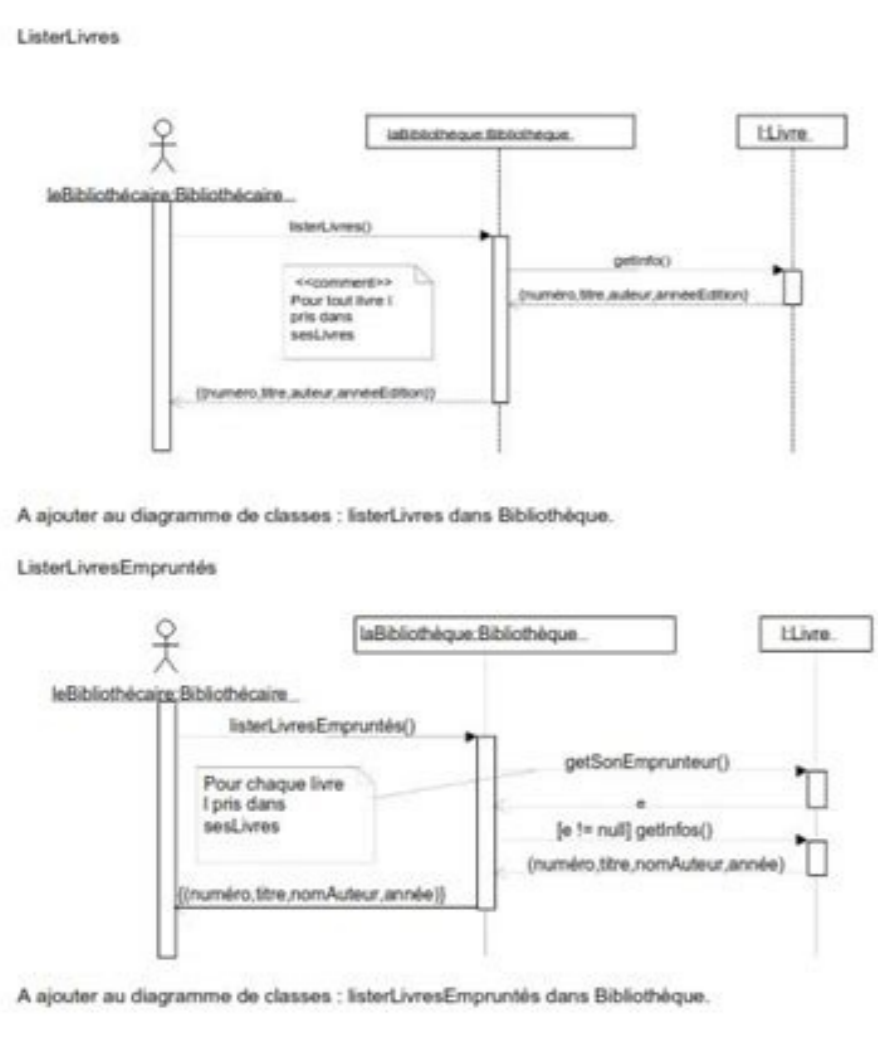 ListerLivres
laBibliothèque:Bibliothèque
l:Livre
leBibliothécaire:Bibliothécaire
listerLivres()
getInfo()
<<comment>>
Pour tout livre l
pris dans
sesLivres
(numéro,titre,auteur,annéeEdition)
{(numéro,titre,auteur,annéeEdition)}
A ajouter au diagramme de classes : listerLivres dans Bibliothèque.
ListerLivresEmpruntés
laBibliothèque:Bibliothèque
l:Livre
leBibliothécaire:Bibliothécaire
listerLivresEmpruntés()
getSonEmprunteur()
Pour chaque livre
l pris dans
sesLivres
e
[e != null] getInfos()
(numéro,titre,nomAuteur,année)
{(numéro,titre,nomAuteur,année)}
A ajouter au diagramme de classes : listerLivresEmpruntés dans Bibliothèque.